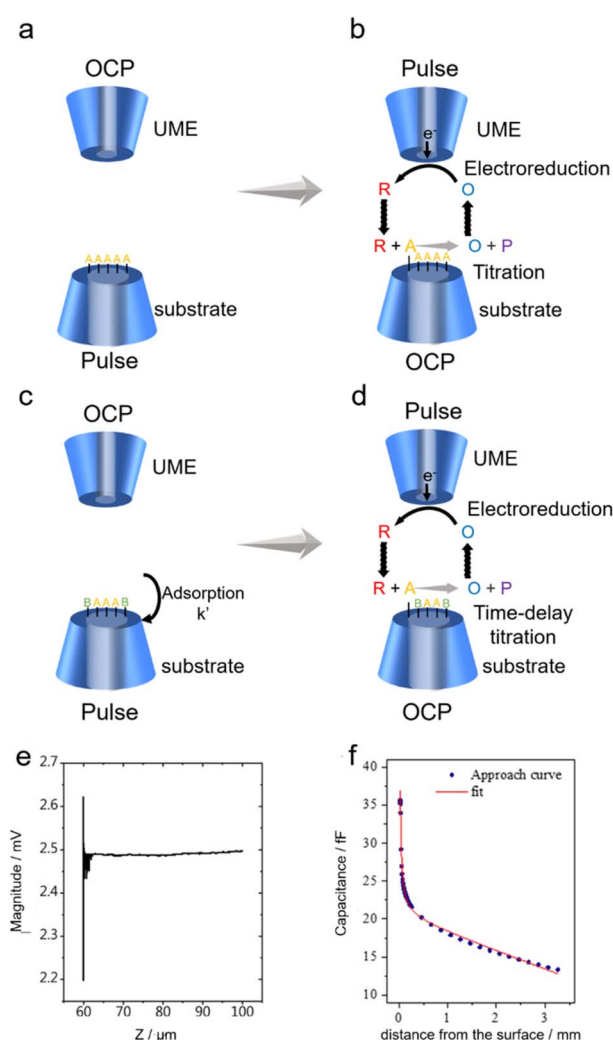 a
OCP
UME
AAAAA
substrate
Pulse
b
Pulse
e-
UME
Electroreduction
R O
R + A O + P
AAAA
Titration
substrate
OCP
c
OCP
UME
Adsorption
k'
BAAAB
substrate
Pulse
d
Pulse
e-
UME
Electroreduction
R O
R + A O + P
BAAB
Time-delay
titration
substrate
OCP
e
2.7
2.6
2.5
2.4
2.3
2.2
Magnitude / mV
60 70 80 90 100
Z / μm
f
40
35
30
25
20
15
10
Capacitance / fF
Approach curve
fit
0 1 2 3
distance from the surface / mm